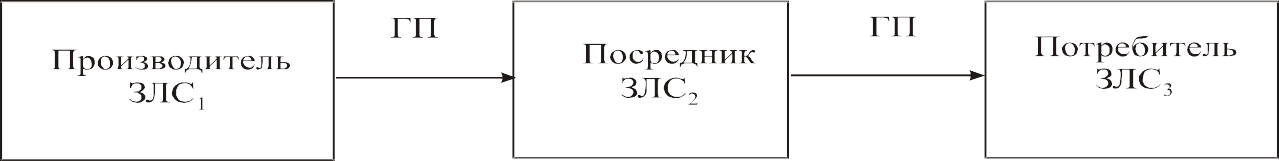 Производитель
ЗЛС₁
ГП
Посредник
ЗЛС₂
ГП
Потребитель
ЗЛС₃